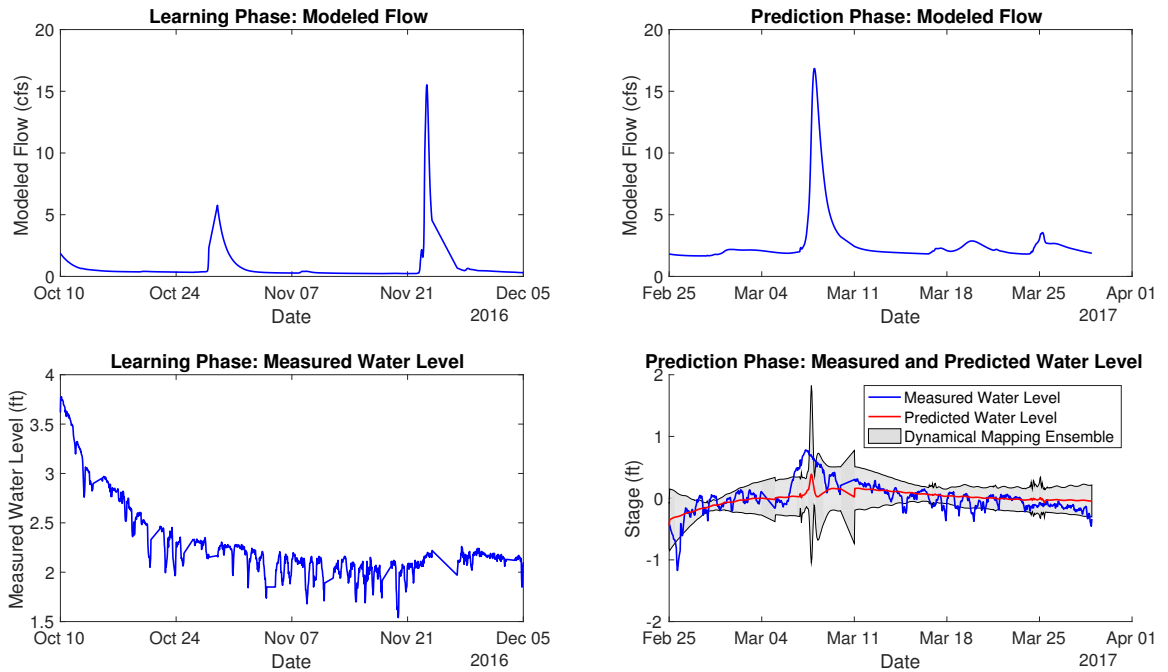 Learning Phase: Modeled Flow
Modeled Flow (cfs)
20
15
10
5
0
Oct 10 Oct 24 Nov 07 Nov 21 Dec 05
Date
2016
Prediction Phase: Modeled Flow
Modeled Flow (cfs)
20
15
10
5
0
Feb 25 Mar 04 Mar 11 Mar 18 Mar 25 Apr 01
Date
2017
Learning Phase: Measured Water Level
Measured Water Level (ft)
4
3.5
3
2.5
2
1.5
Oct 10 Oct 24 Nov 07 Nov 21 Dec 05
Date
2016
Prediction Phase: Measured and Predicted Water Level
Stage (ft)
2
1
0
-1
-2
Measured Water Level
Predicted Water Level
Dynamical Mapping Ensemble
Feb 25 Mar 04 Mar 11 Mar 18 Mar 25 Apr 01
Date
2017